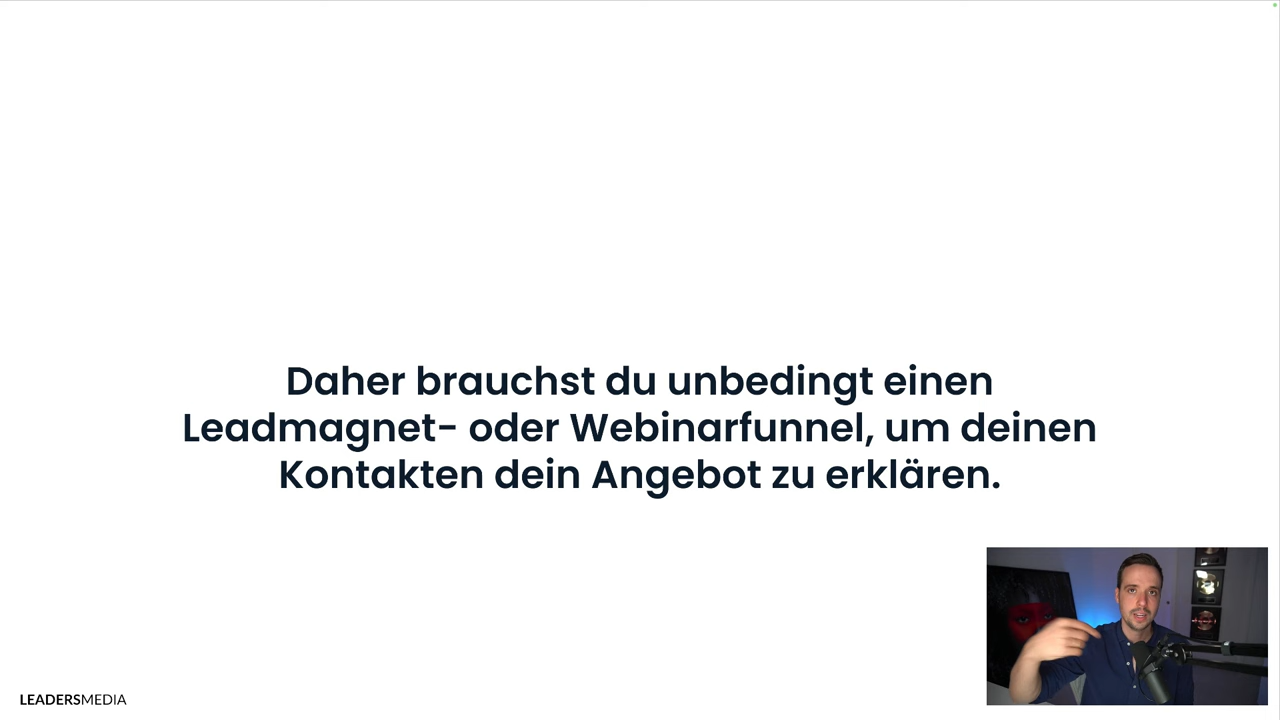 Daher brauchst du unbedingt einen
Leadmagnet- oder Webinarfunnel, um deinen
Kontakten dein Angebot zu erklären.
LEADERSMEDIA